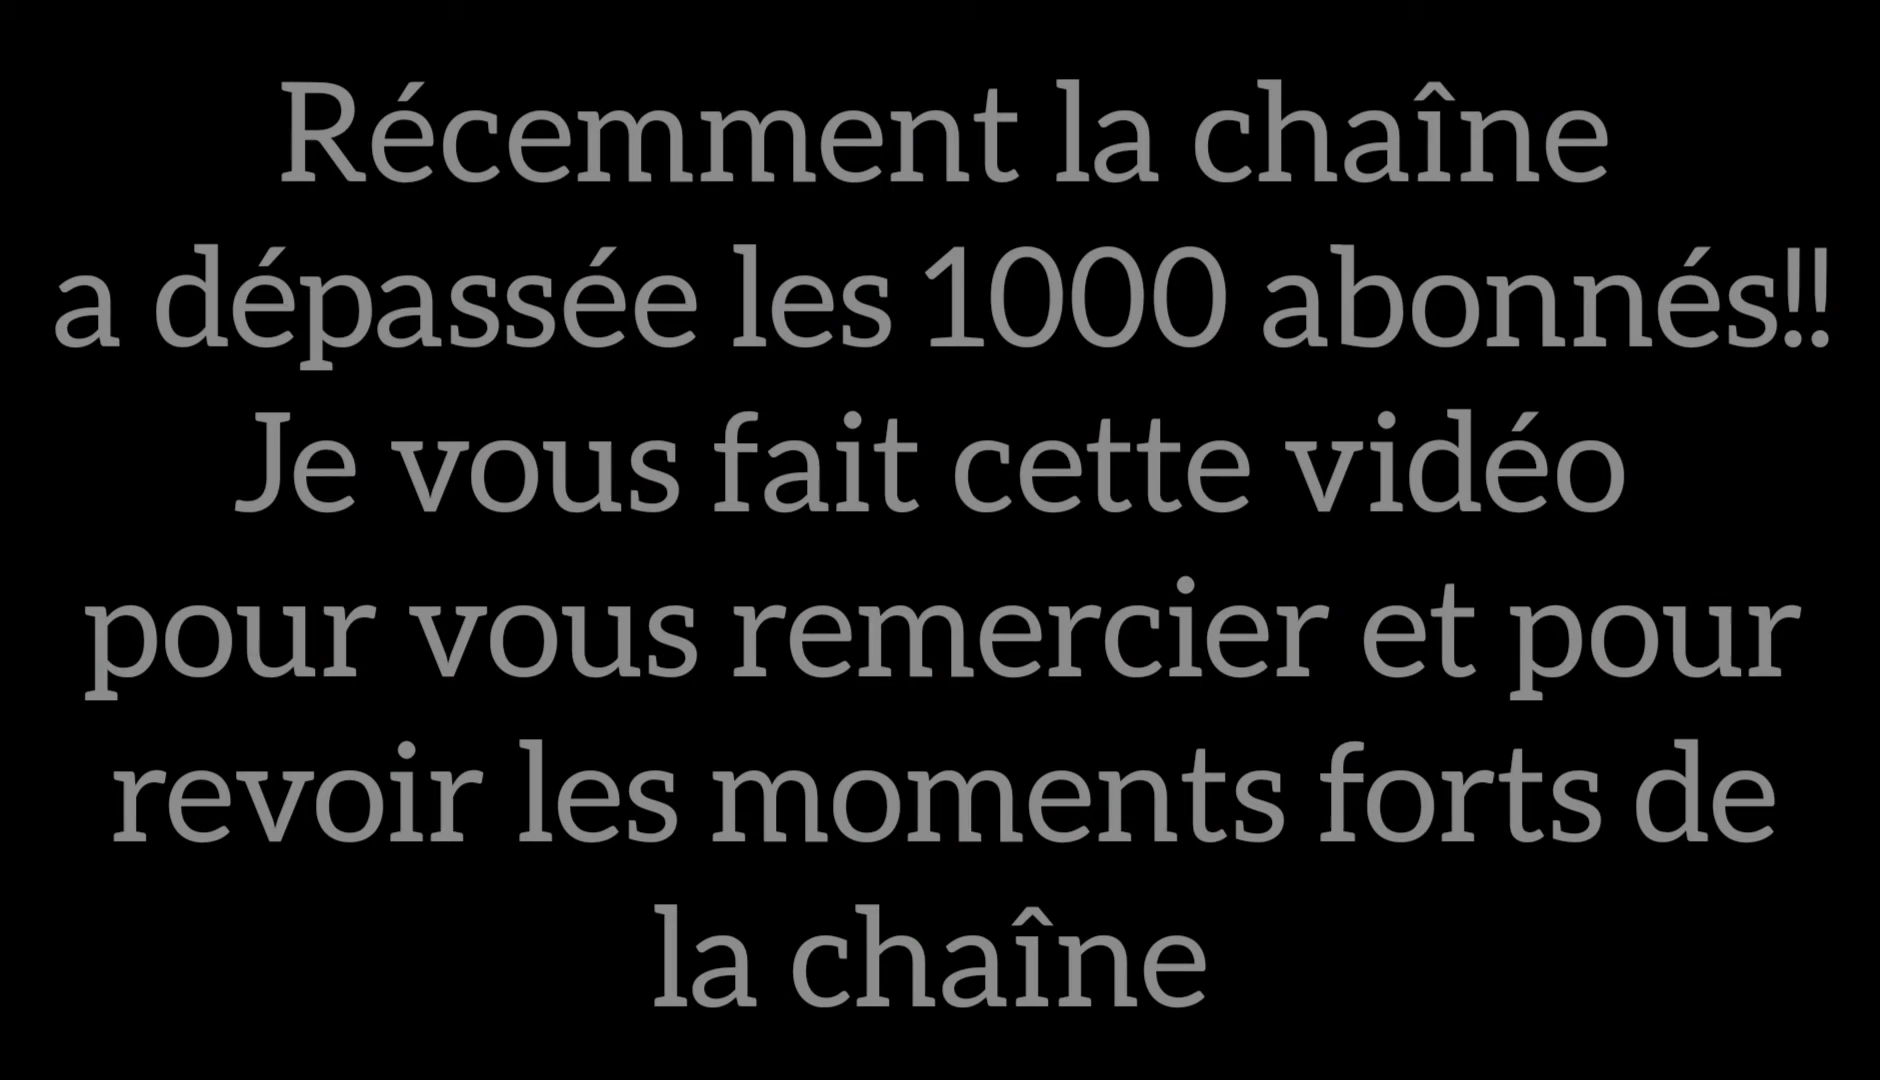 Récemment la chaîne
a dépassée les 1000 abonnés!!
Je vous fait cette vidéo
pour vous remercier et pour
revoir les moments forts de
la chaîne